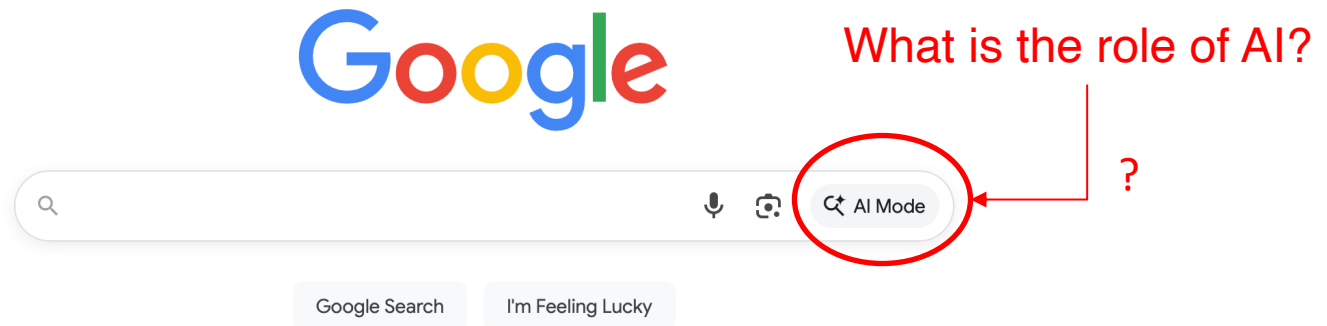 Google
What is the role of AI?
?
AI Mode
Google Search
I'm Feeling Lucky